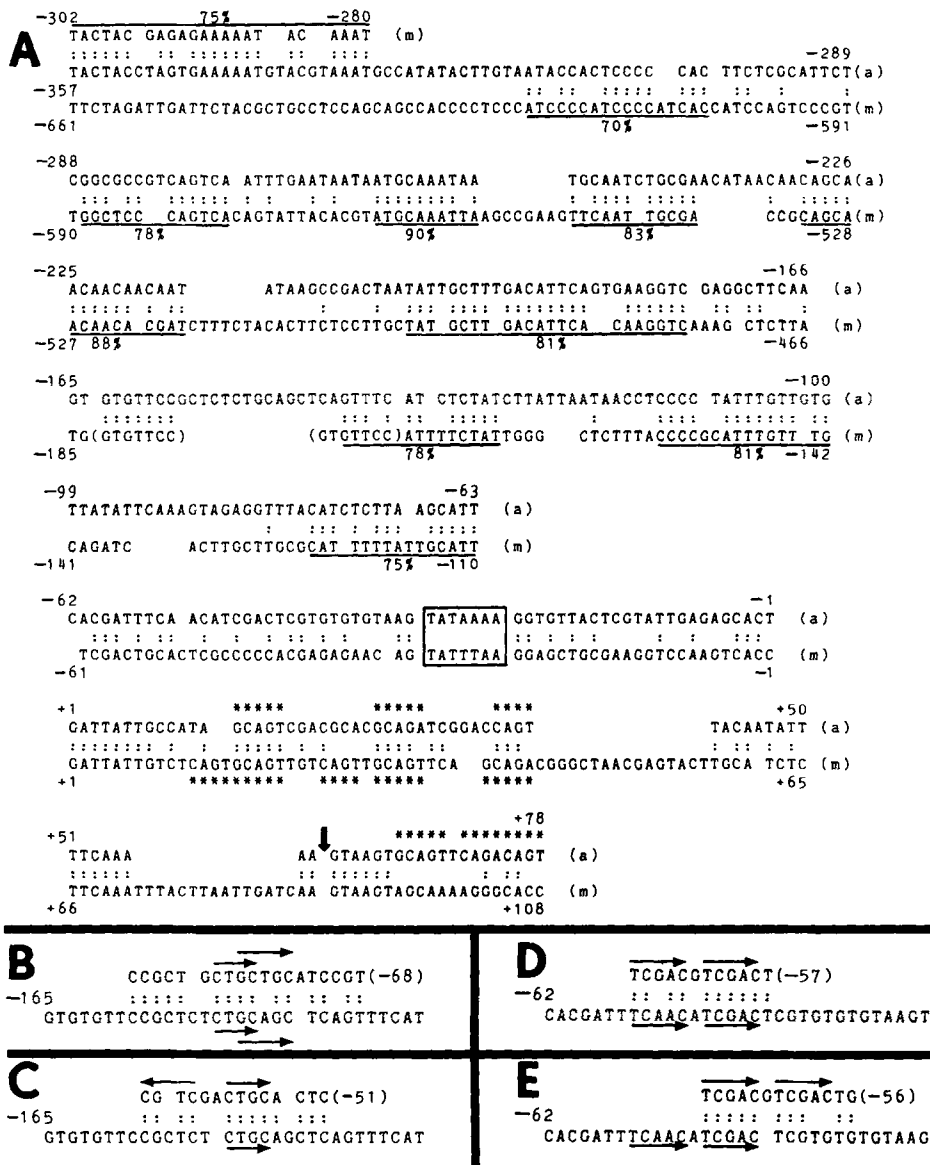 A
-302 75% -280
TACTAC GAGAGAAAAAT AC AAAT (m)
:::::: :: ::::::: :: ::::
TACTACCTAGTGAAAAATGTACGTAAATGCCATATACTTGTAATACCACTCCCC CAC TTCTCGCATTCT(a)
-357 -289
TTCTAGATTGATTCTACGGTGCCTCCAGCAGCCACCCCTCCCATCCCCATCCCCATCACCATCCAGTCCCGT(m)
-661 70% -591
-288 -226
CGGCGCCGTCAGTCA ATTTGAATAATAATGCAAATAA TGCAATCTGCGAACATAACAACAGCA(a)
TGGCTCC CAGTCACAGTATTACACGTATGCAAATTAAGCCGAAGTTCAATT TGCGA CCGCAGCA(m)
-590 78% 90% 83% -528
-225 -166
ACAACAACAAT ATAAGCCGACTAATATTGCTTTGACATTCAGTGAAGGTC GAGGCTTCAA (a)
ACAACA CGATCTTTCTACACTTCTCCTTGCTAT GCTT GACATTCA CAAGGTCAAAG CTCTTA (m)
-527 88% 81% -466
-165 -100
GT GTGTTCCGCTCTCTGCAGCTCAGTTTC AT CTCTATCTTATTAATAACCTCCCC TATTTGTTGTG (a)
TG(GTGTTCC) (GTGTTCC)ATTTTCTATTGGG CTCTTTACCCCGCATTTGTT TG (m)
-185 78% 81% -142
-99 -63
TTATATTCAAAGTAGAGGTTTACATCTCTTA AGCATT (a)
CAGATC ACTTGCTTGCGCAT TTTTATTGCATT (m)
-141 75% -110
-62 -1
CACGATTTCA ACATCGACTCGTGTGTGTAAG TATAAAA GGTGTTACTCGTATTGAGAGCACT (a)
TCGACTGCACTCGCCCCCACGAGAGAACAG TATTTAA GGAGCTGCGAAGGTCCAAGTCACC (m)
-61 -1
+1 ***** ***** **** +50
GATTATTGCCATA GCAGTCGACGCACGCAGATCGGACCAGT TACAATATT (a)
GATTATTGTCTCAGTGCAGTTGTCAGTTGCAGTTCA GCAGACGGGCTAACGAGTACTTGCA TCTC (m)
+1 ********* **** ***** ***** +65
+51 ***** ******** +78
TTCAAA AA GTAAGTGCAGTTCAGACAGT (a)
TTCAAATTTACTTAATTGATCAA GTAAGTAGCAAAAGGGCACC (m)
+66 +108
B
CCGCT GCTGCTGCATCCGT(-68)
-165
GTGTGTTCCGCTCTCTGCAGC TCAGTTTCAT
C
CG TCGACTGCA CTC(-51)
-165
GTGTGTTCCGCTCT CTGCAGCTCAGTTTCAT
D
TCGACGTCGACT(-57)
-62
CACGATTTCAACATCGACTCGTGTGTGTAAGT
E
TCGACGTCGACTG(-56)
-62
CACGATTTCAACATCGAC TCGTGTGTGTAAG